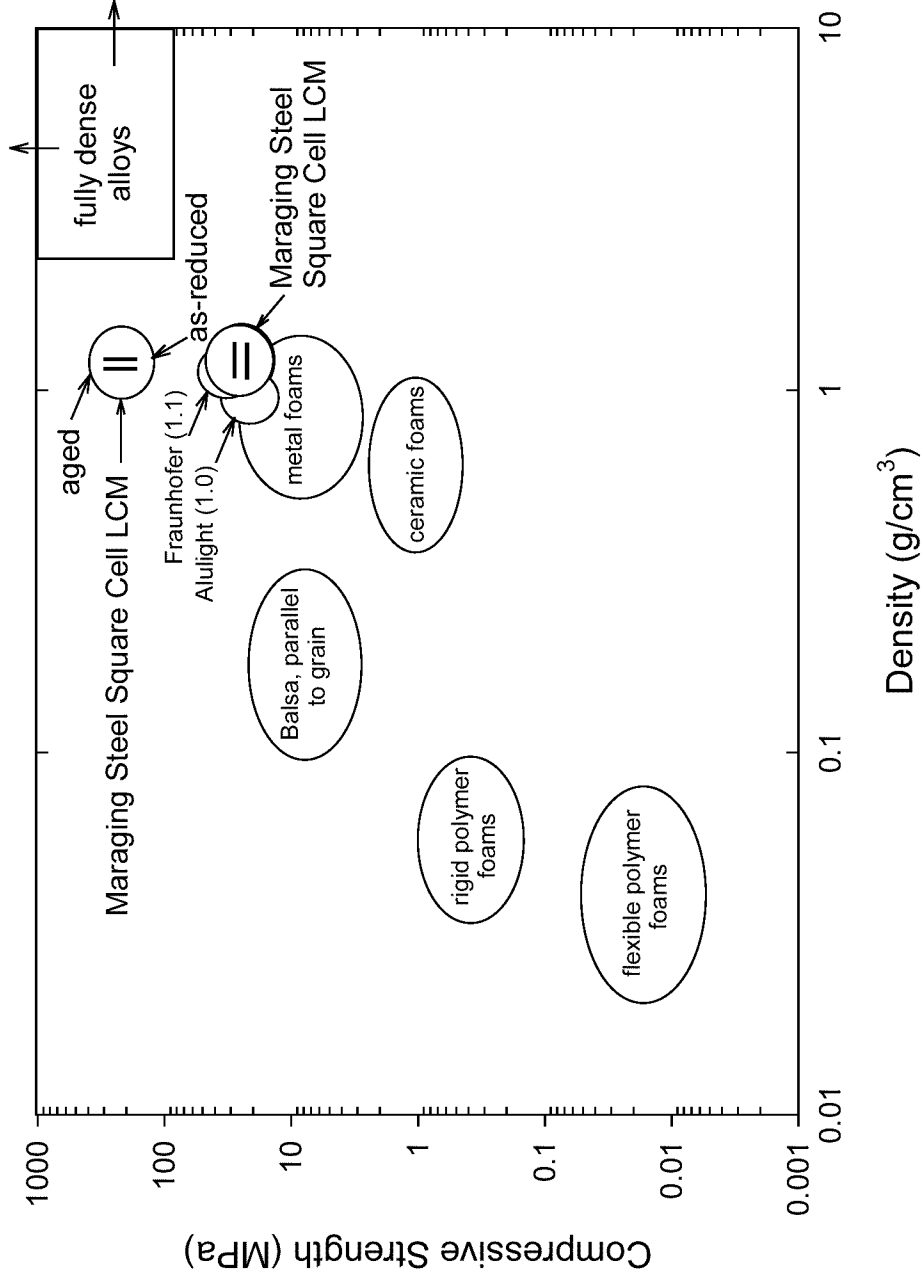 1000
100
10
1
0.1
0.01
0.001
Compressive Strength (MPa)
0.01
0.1
1
10
Density (g/cm³)
fully dense
alloys
aged
Maraging Steel Square Cell LCM
as-reduced
Fraunhofer (1.1)
Alulight (1.0)
Maraging Steel
Square Cell LCM
metal foams
ceramic foams
Balsa, parallel
to grain
rigid polymer
foams
flexible polymer
foams